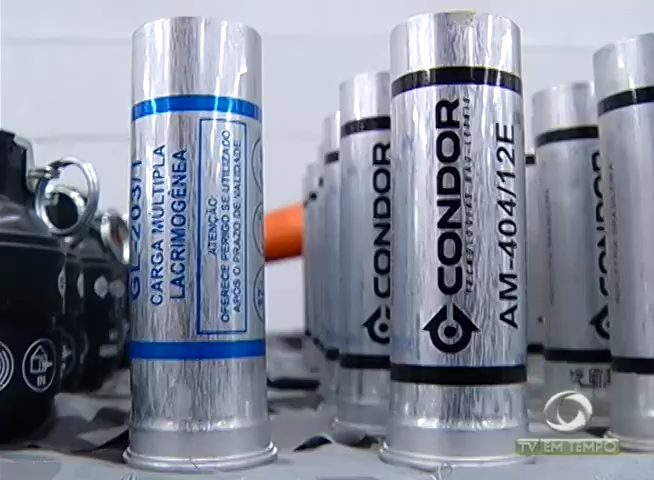 GL-203/T
CARGA MÚLTIPLA
LACRIMOGÊNEA
ATENÇÃO:
OFERECE PERIGO SE UTILIZADO
APÓS O PRAZO DE VALIDADE
CONDOR
CONDOR
AM-404/12E
CONDOR
TV EM TEMPO